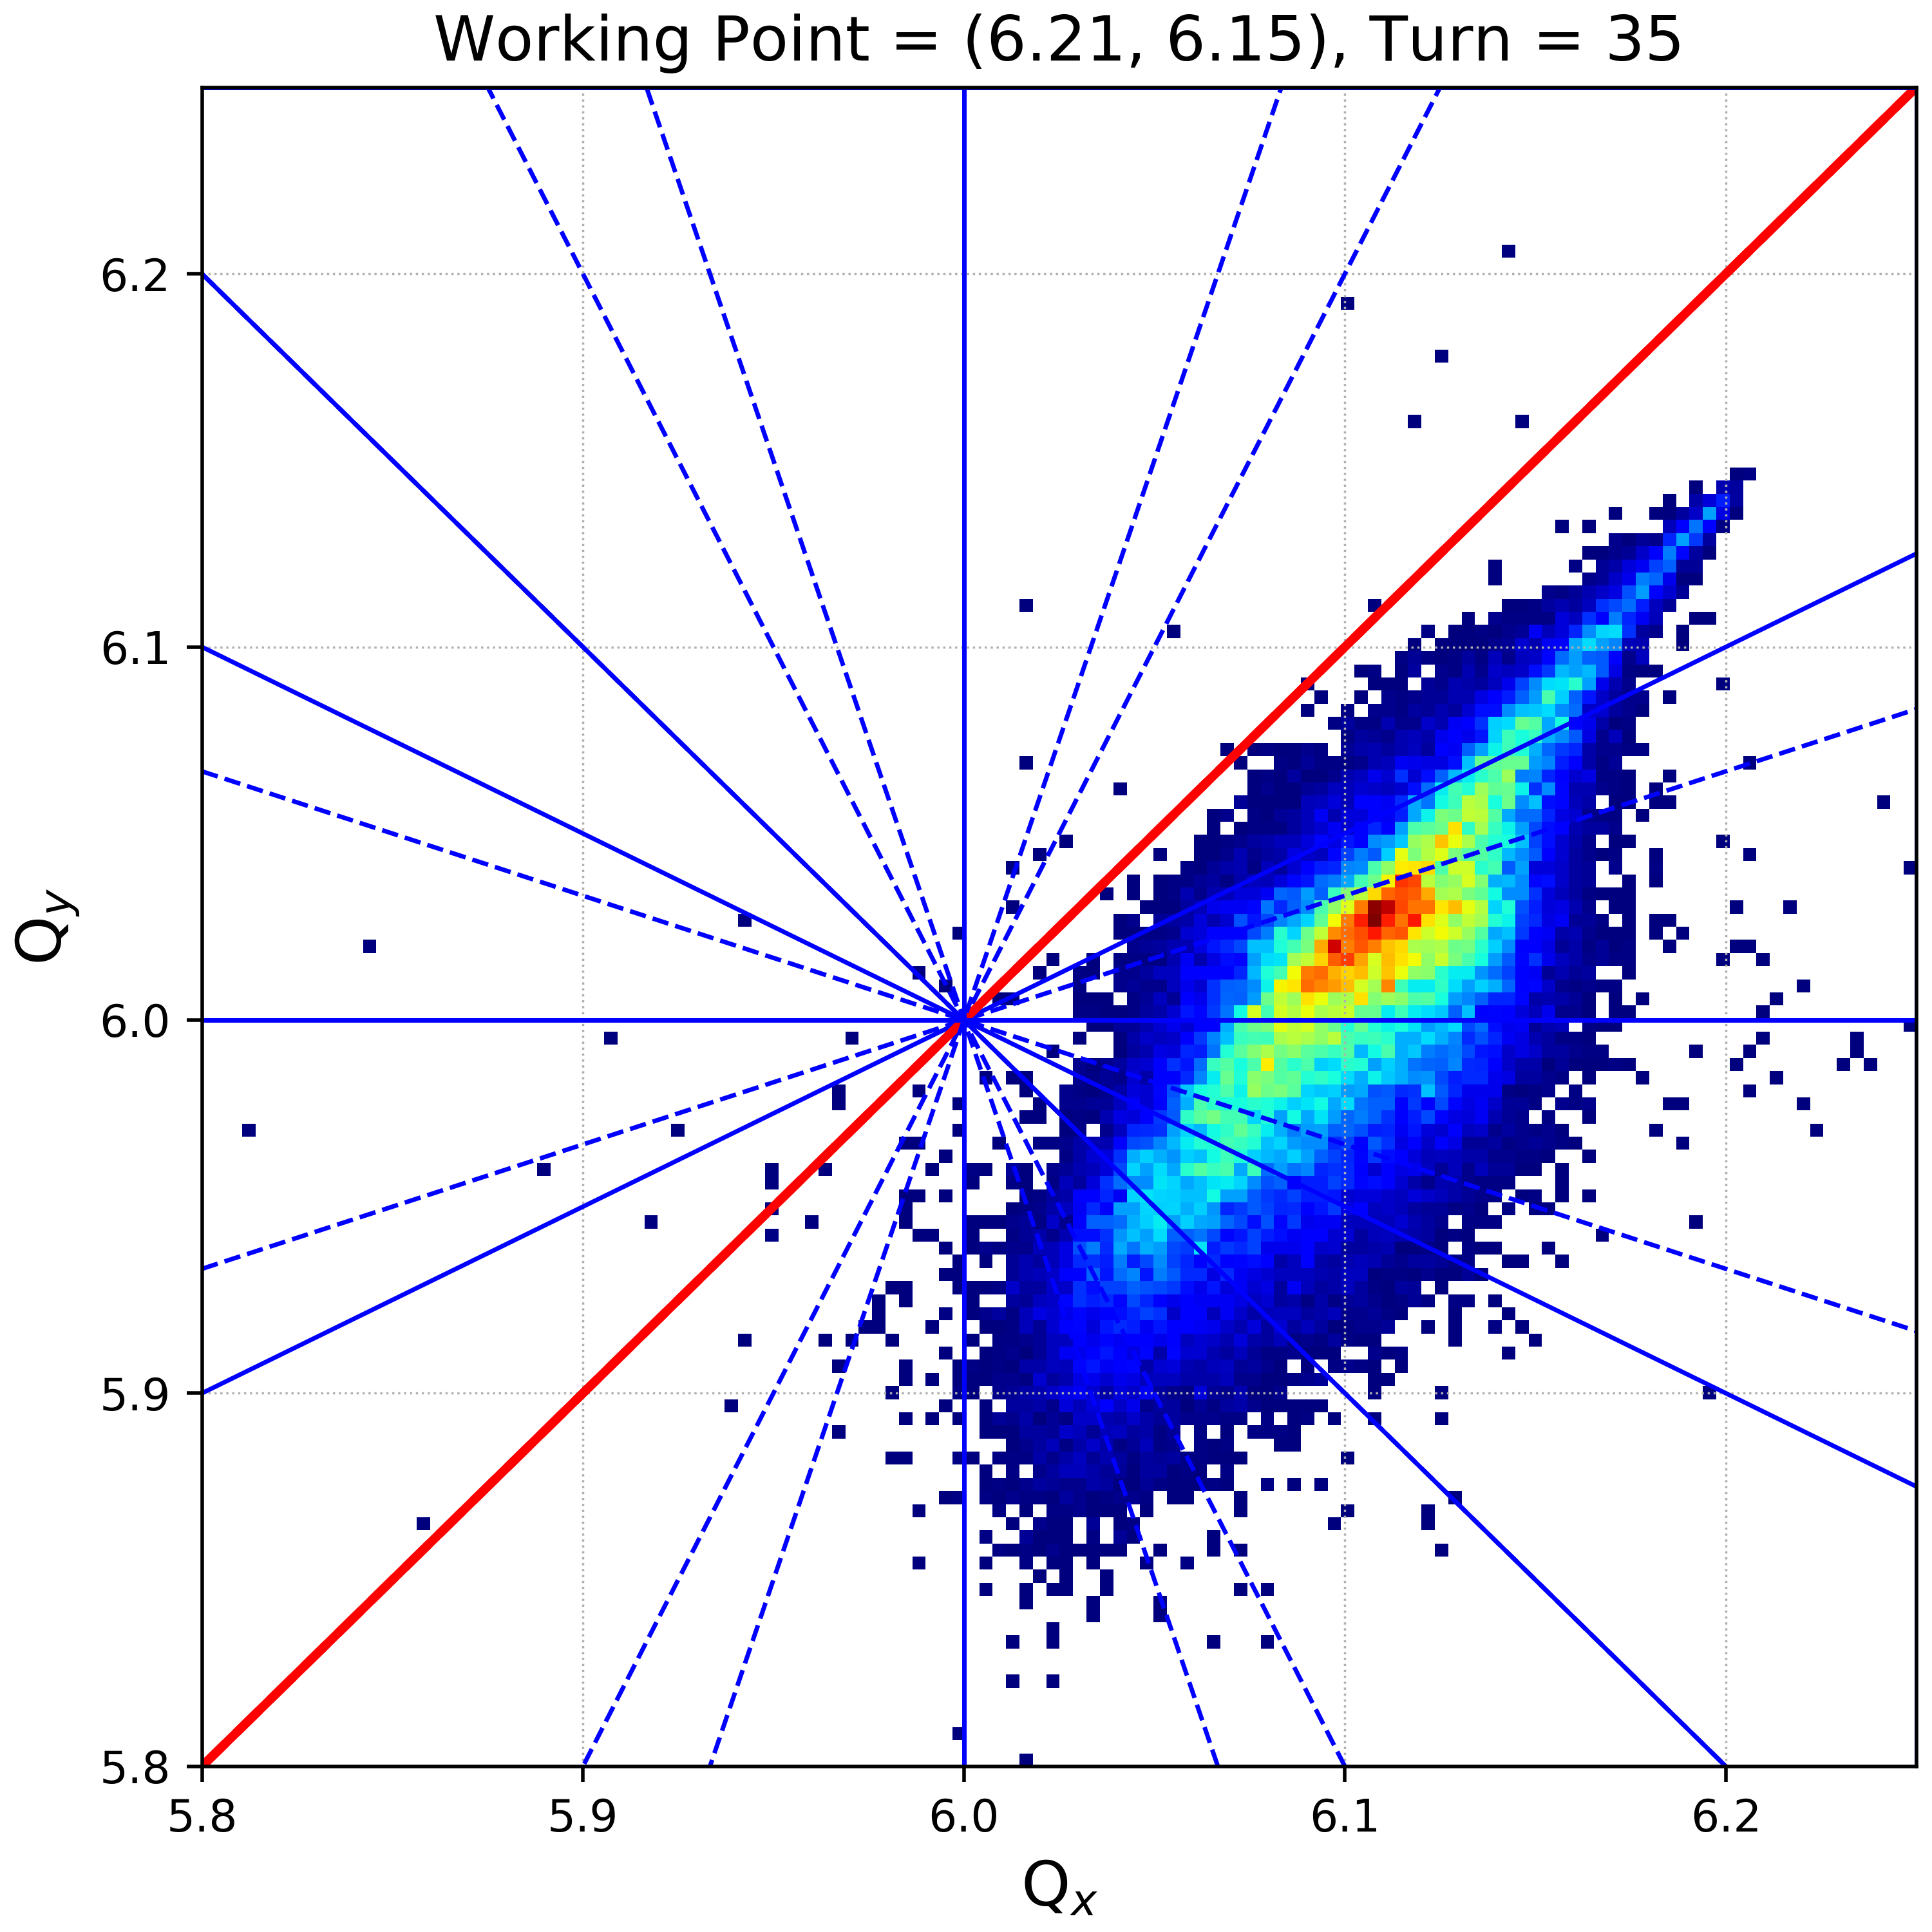 Working Point = (6.21, 6.15), Turn = 35
6.2
6.1
6.0
5.9
5.8
Qy
5.8 5.9 6.0 6.1 6.2
Qx